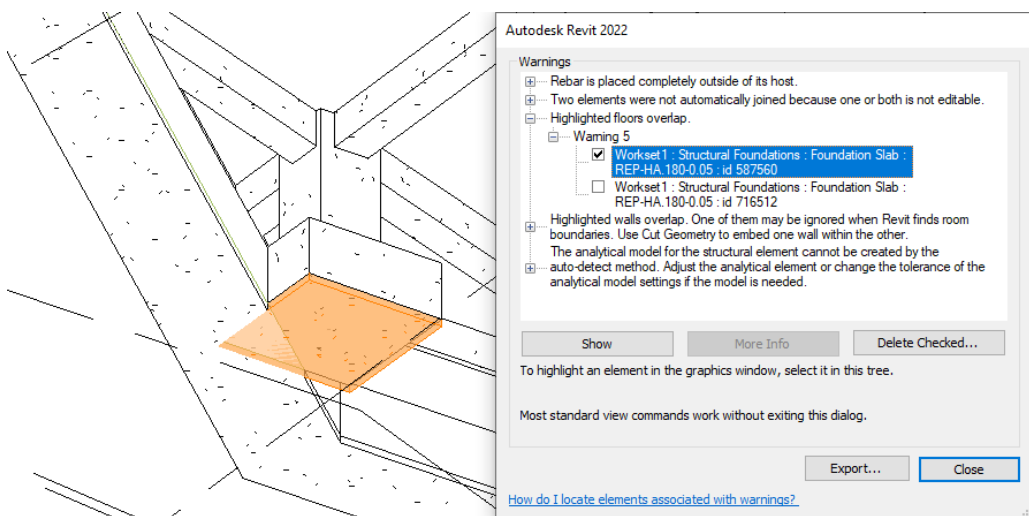 Autodesk Revit 2022
Warnings
Rebar is placed completely outside of its host.
Two elements were not automatically joined because one or both is not editable.
Highlighted floors overlap.
Warning 5
Workset1 : Structural Foundations : Foundation Slab :
REP-HA.180-0.05 : id 587560
Workset1 : Structural Foundations : Foundation Slab :
REP-HA.180-0.05 : id 716512
Highlighted walls overlap. One of them may be ignored when Revit finds room
boundaries. Use Cut Geometry to embed one wall within the other.
The analytical model for the structural element cannot be created by the
auto-detect method. Adjust the analytical element or change the tolerance of the
analytical model settings if the model is needed.
Show
More Info
Delete Checked...
To highlight an element in the graphics window, select it in this tree.
Most standard view commands work without exiting this dialog.
Export...
Close
How do I locate elements associated with warnings?